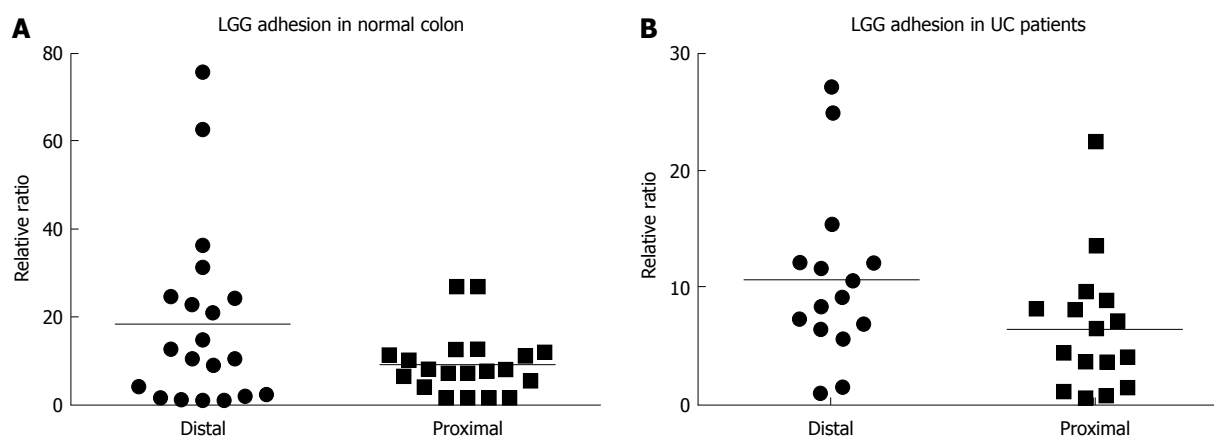 A
LGG adhesion in normal colon
80
60
40
20
0
Relative ratio
Distal
Proximal
B
LGG adhesion in UC patients
30
20
10
0
Relative ratio
Distal
Proximal